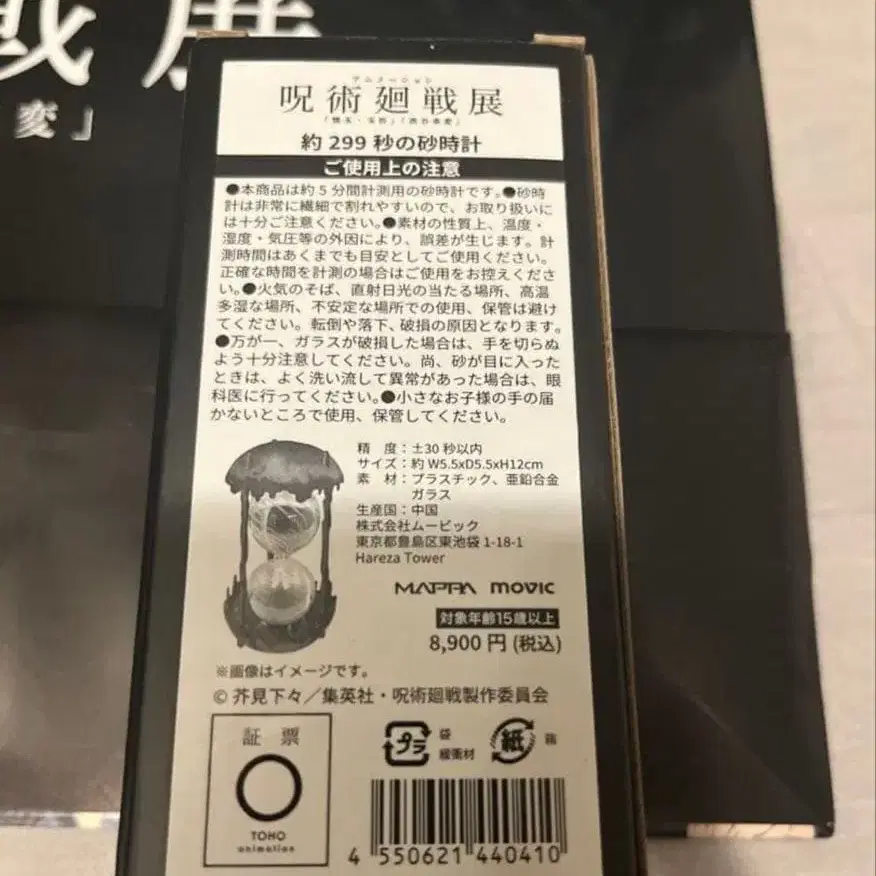 戦展
変」
アニメーション
呪術廻戦展
「懐玉・玉折」「渋谷事変」
約 299 秒の砂時計
ご使用上の注意
●本商品は約5分間計測用の砂時計です。●砂時
計は非常に繊細で割れやすいので、お取り扱いに
は十分ご注意ください。●素材の性質上、温度・
湿度・気圧等の外因により、誤差が生じます。計
測時間はあくまでも目安としてご使用ください。
正確な時間を計測の場合はご使用をお控えくださ
い。●火気のそば、直射日光の当たる場所、高温
多湿な場所、不安定な場所での使用、保管は避け
てください。転倒や落下、破損の原因となります。
●万が一、ガラスが破損した場合は、手を切らぬ
よう十分注意してください。尚、砂が目に入った
ときは、よく洗い流して異常があった場合は、眼
科医に行ってください。●小さなお子様の手の届
かないところで使用、保管してください。
精 度：±30 秒以内
サイズ：約 W5.5xD5.5xH12cm
素 材：プラスチック、亜鉛合金
ガラス
生産国：中国
株式会社ムービック
東京都豊島区東池袋 1-18-1
Hareza Tower
MAPPA movic
対象年齢15歳以上
8,900 円 (税込)
※画像はイメージです。
© 芥見下々／集英社・呪術廻戦製作委員会
証 票
TOHO
animation
プラ 袋
緩衝材
紙 箱
4 550621 440410